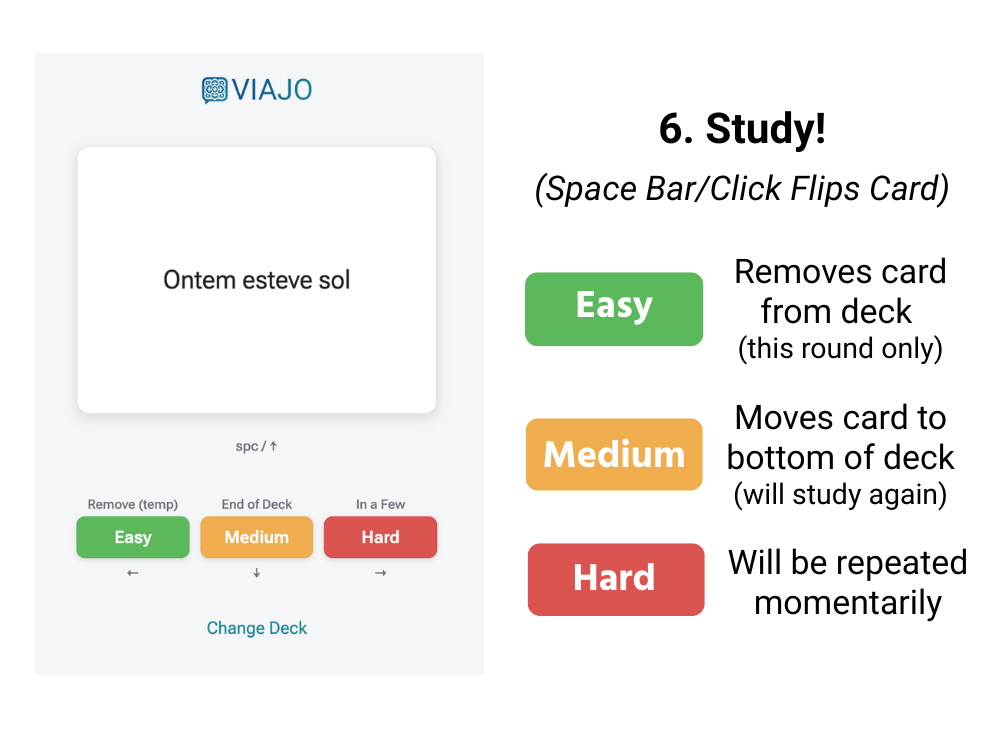 VIAJO
Ontem esteve sol
spc / ↑
Remove (temp) End of Deck In a Few
Easy Medium Hard
← ↓ →
Change Deck
6. Study!
(Space Bar/Click Flips Card)
Easy
Removes card
from deck
(this round only)
Medium
Moves card to
bottom of deck
(will study again)
Hard
Will be repeated
momentarily